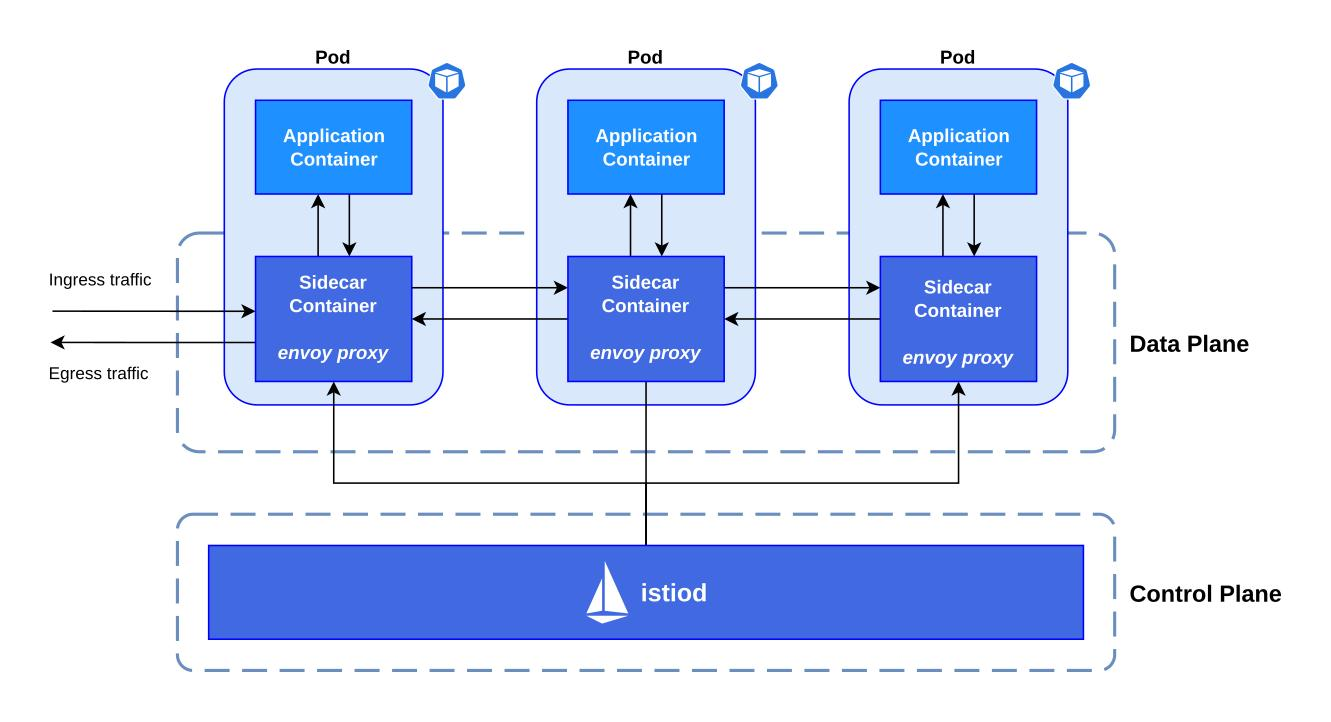 Pod
Pod
Pod
Application
Container
Application
Container
Application
Container
Ingress traffic
Egress traffic
Sidecar
Container
envoy proxy
Sidecar
Container
envoy proxy
Sidecar
Container
envoy proxy
Data Plane
istiod
Control Plane